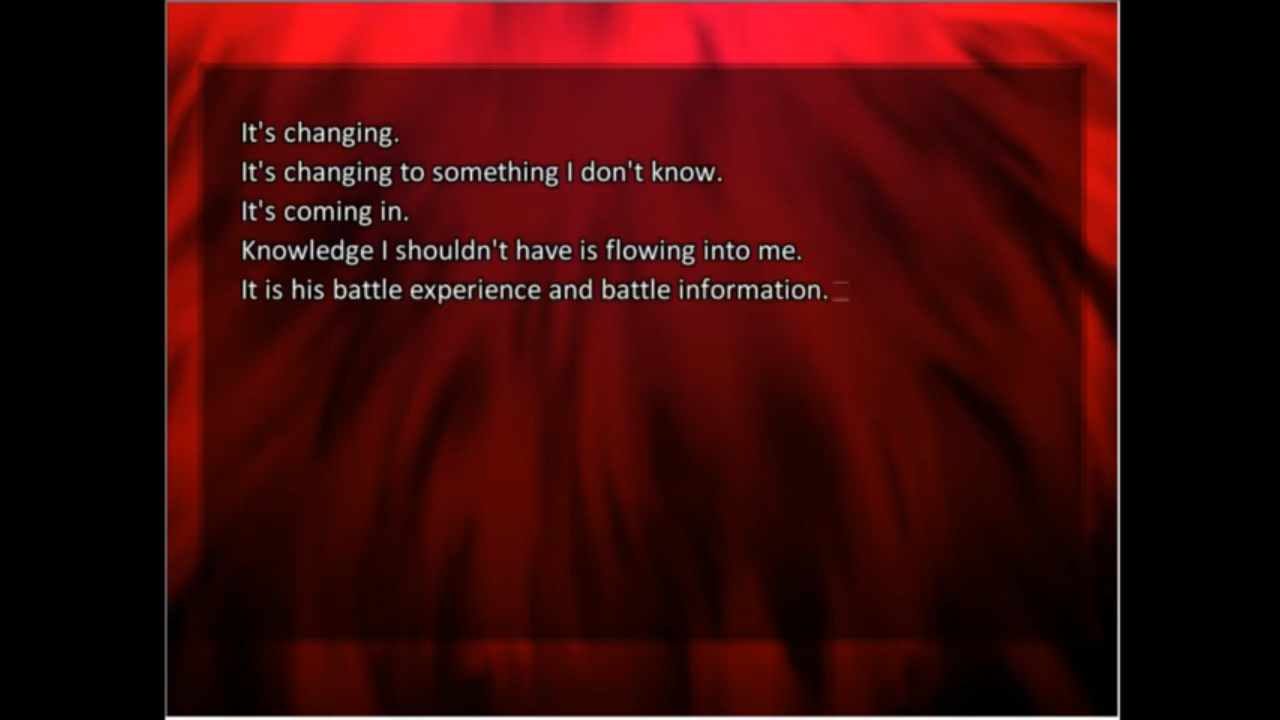 It's changing.
It's changing to something I don't know.
It's coming in.
Knowledge I shouldn't have is flowing into me.
It is his battle experience and battle information.